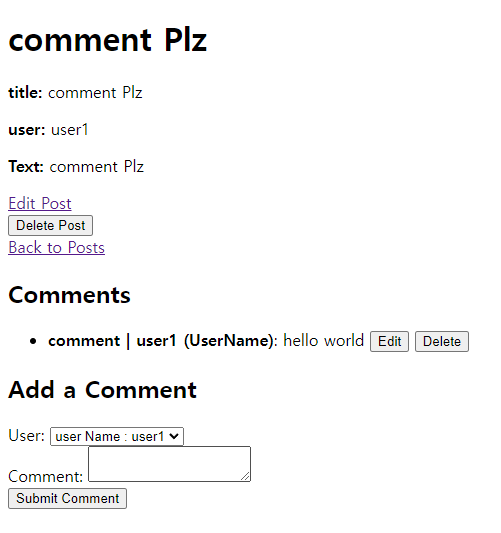 comment Plz
title: comment Plz
user: user1
Text: comment Plz
Edit Post
Delete Post
Back to Posts
Comments
comment | user1 (UserName): hello world Edit Delete
Add a Comment
User: user Name : user1
Comment:
Submit Comment